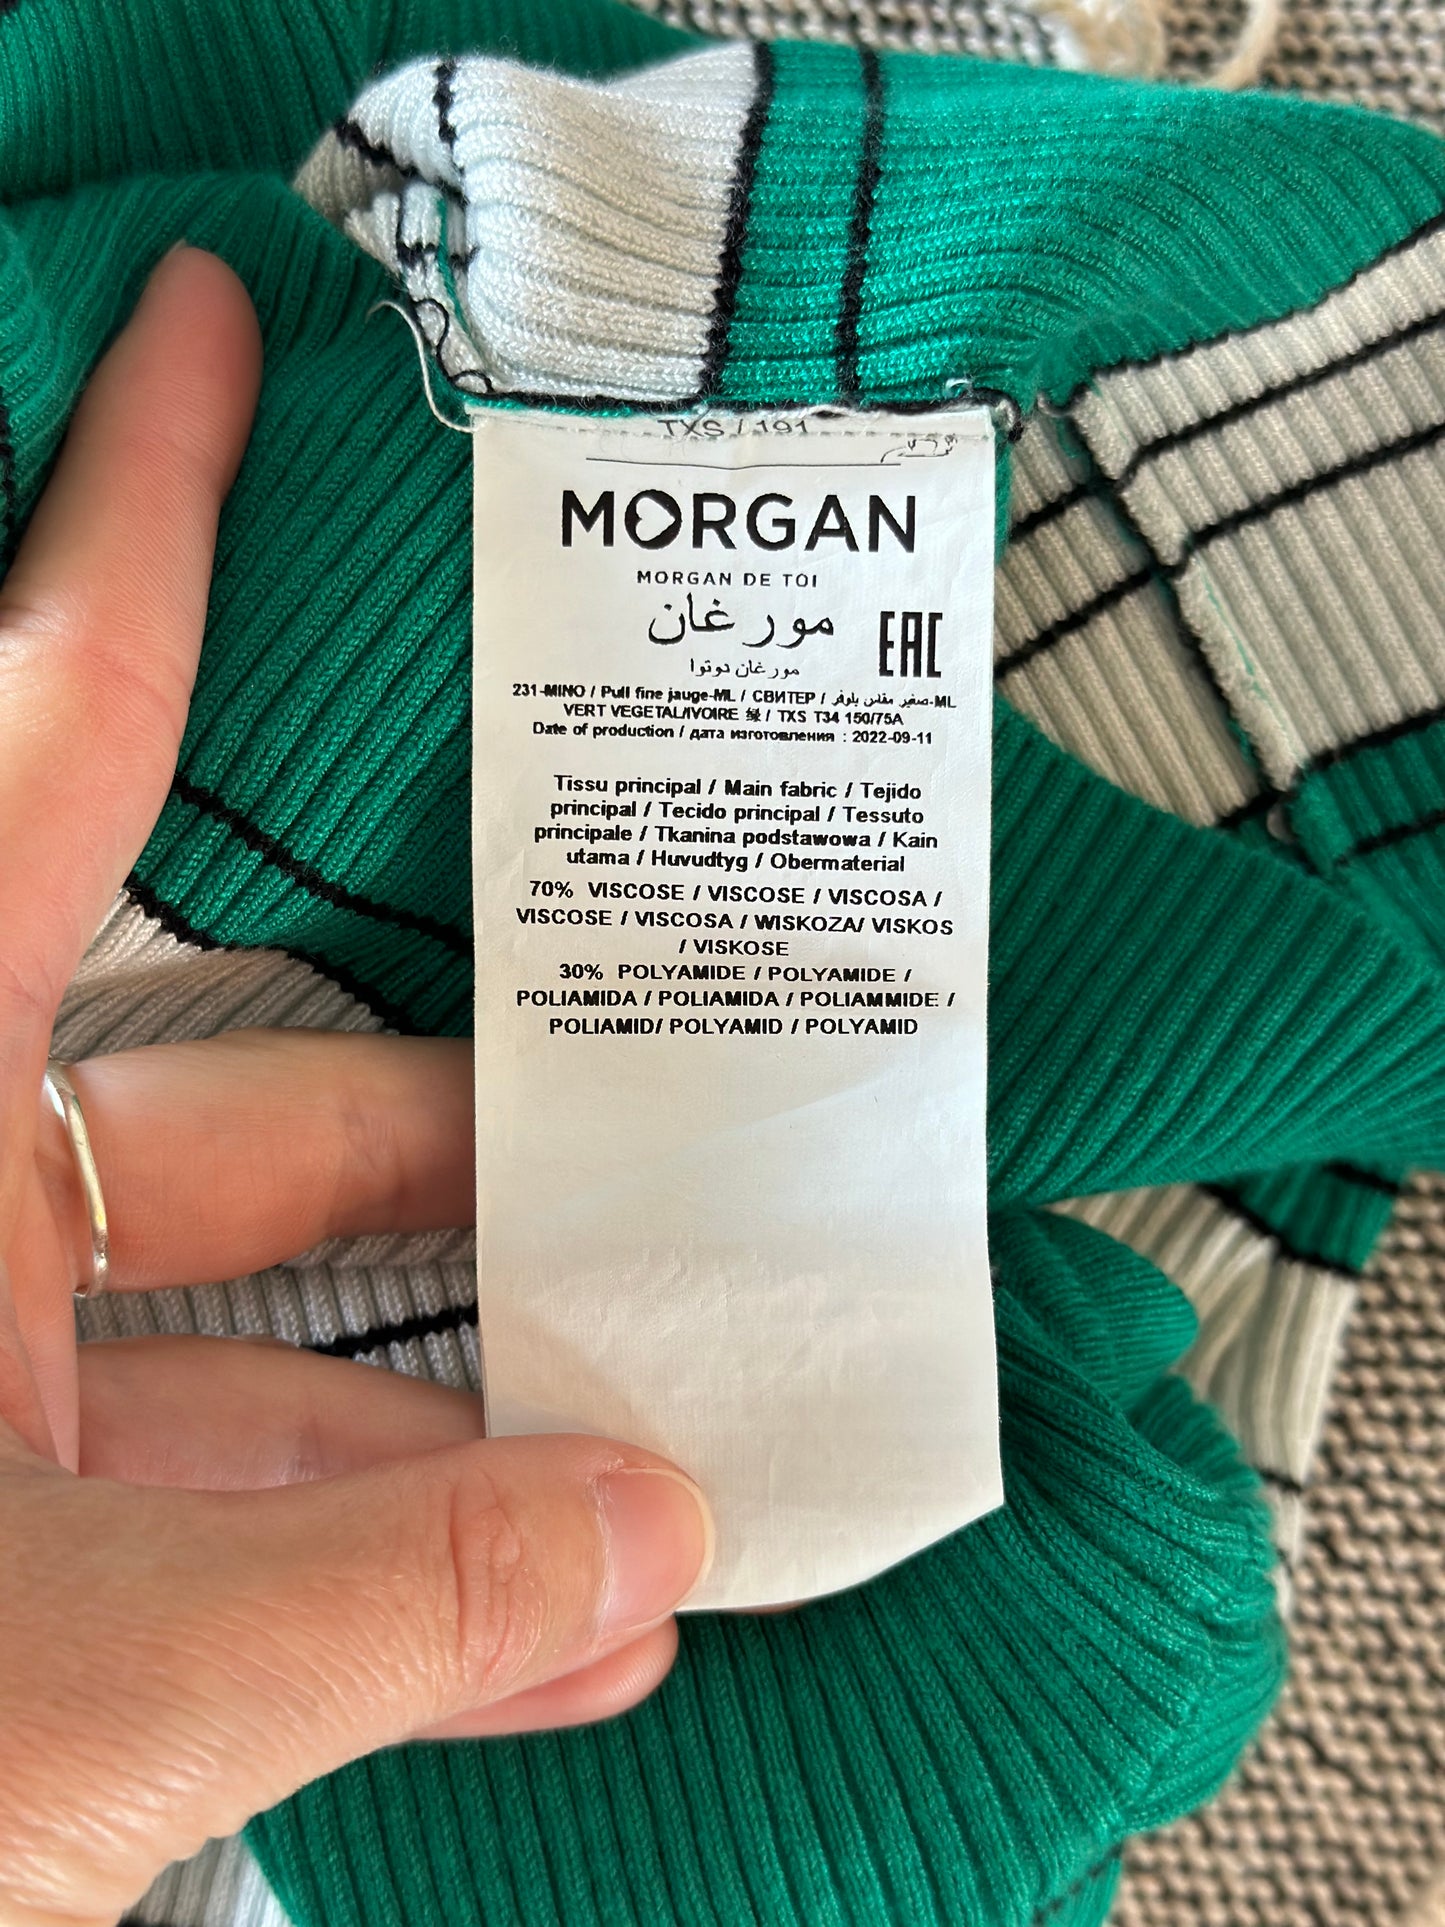 TXS / 191
MORGAN
MORGAN DE TOI
مورغان
EAC
مورغان دوتوا
231-MINO / Pull fine jauge-ML / СВИТЕР / صغير مقاس بلوفر-ML
VERT VEGETAL/IVOIRE 绿 / TXS T34 150/75A
Date of production / дата изготовления : 2022-09-11
Tissu principal / Main fabric / Tejido
principal / Tecido principal / Tessuto
principale / Tkanina podstawowa / Kain
utama / Huvudtyg / Obermaterial
70% VISCOSE / VISCOSE / VISCOSA /
VISCOSE / VISCOSA / WISKOZA/ VISKOS
/ VISKOSE
30% POLYAMIDE / POLYAMIDE /
POLIAMIDA / POLIAMIDA / POLIAMMIDE /
POLIAMID/ POLYAMID / POLYAMID